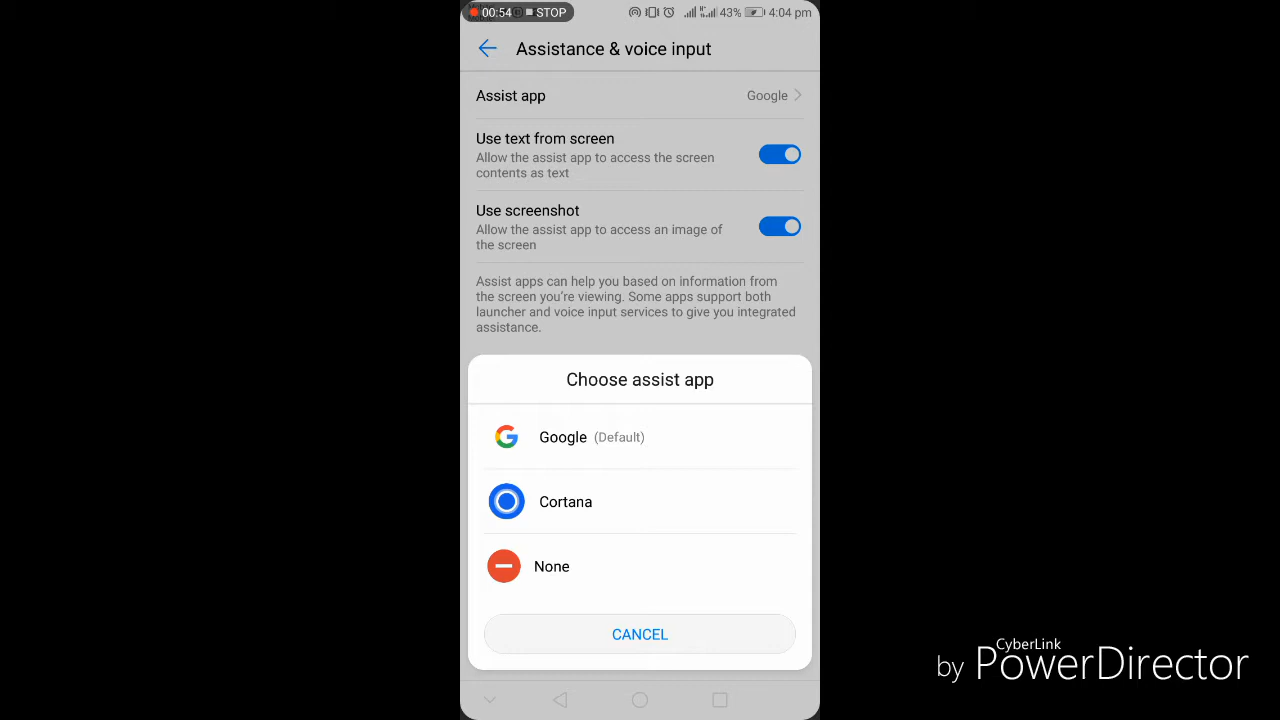 00:54 STOP 43% 4:04 pm
Assistance & voice input
Assist app Google
Use text from screen
Allow the assist app to access the screen
contents as text
Use screenshot
Allow the assist app to access an image of
the screen
Assist apps can help you based on information from
the screen you're viewing. Some apps support both
launcher and voice input services to give you integrated
assistance.
Choose assist app
Google (Default)
Cortana
None
CANCEL
CyberLink
by PowerDirector